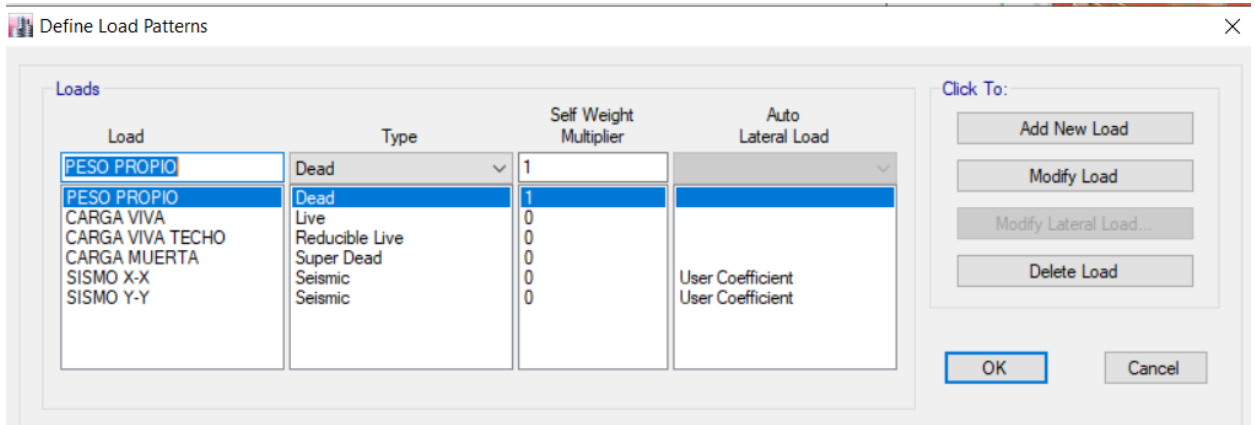 Define Load Patterns
Loads
Click To:
Load Type Self Weight Multiplier Auto Lateral Load
PESO PROPIO Dead 1
PESO PROPIO Dead 1
CARGA VIVA Live 0
CARGA VIVA TECHO Reducible Live 0
CARGA MUERTA Super Dead 0
SISMO X-X Seismic 0 User Coefficient
SISMO Y-Y Seismic 0 User Coefficient
Add New Load
Modify Load
Modify Lateral Load...
Delete Load
OK
Cancel